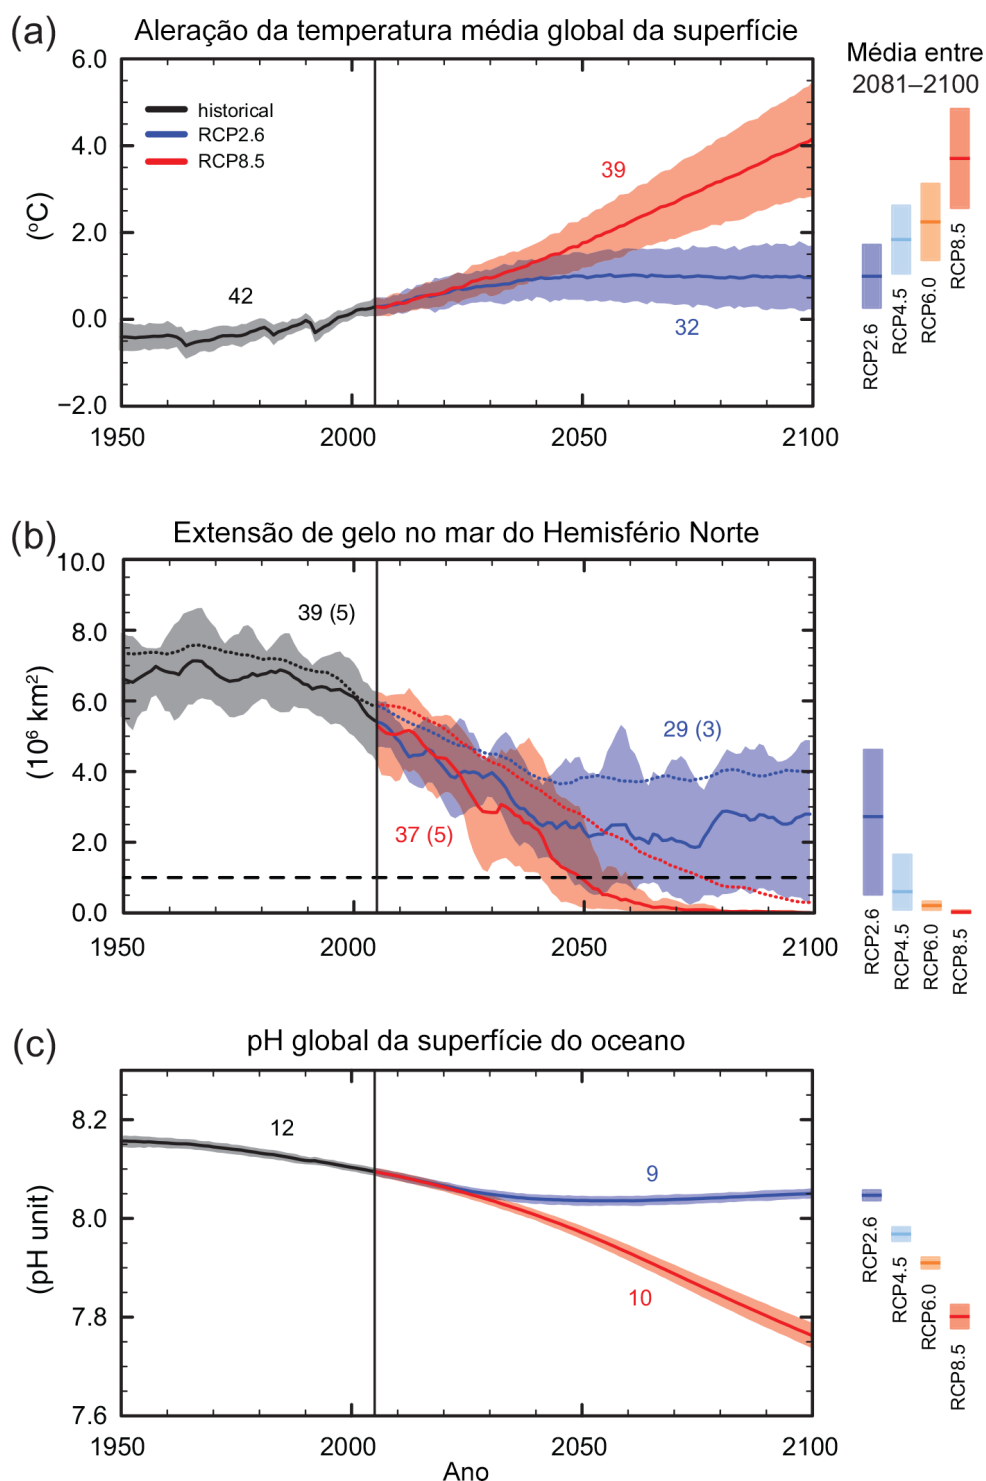 (a) Aleração da temperatura média global da superfície
Média entre
2081–2100
6.0
4.0
2.0
0.0
−2.0
(ºC)
historical
RCP2.6
RCP8.5
42
39
32
1950 2000 2050 2100
RCP2.6
RCP4.5
RCP6.0
RCP8.5
(b) Extensão de gelo no mar do Hemisfério Norte
10.0
8.0
6.0
4.0
2.0
0.0
(10⁶ km²)
39 (5)
29 (3)
37 (5)
1950 2000 2050 2100
RCP2.6
RCP4.5
RCP6.0
RCP8.5
(c) pH global da superfície do oceano
8.2
8.0
7.8
7.6
(pH unit)
12
9
10
1950 2000 2050 2100
Ano
RCP2.6
RCP4.5
RCP6.0
RCP8.5